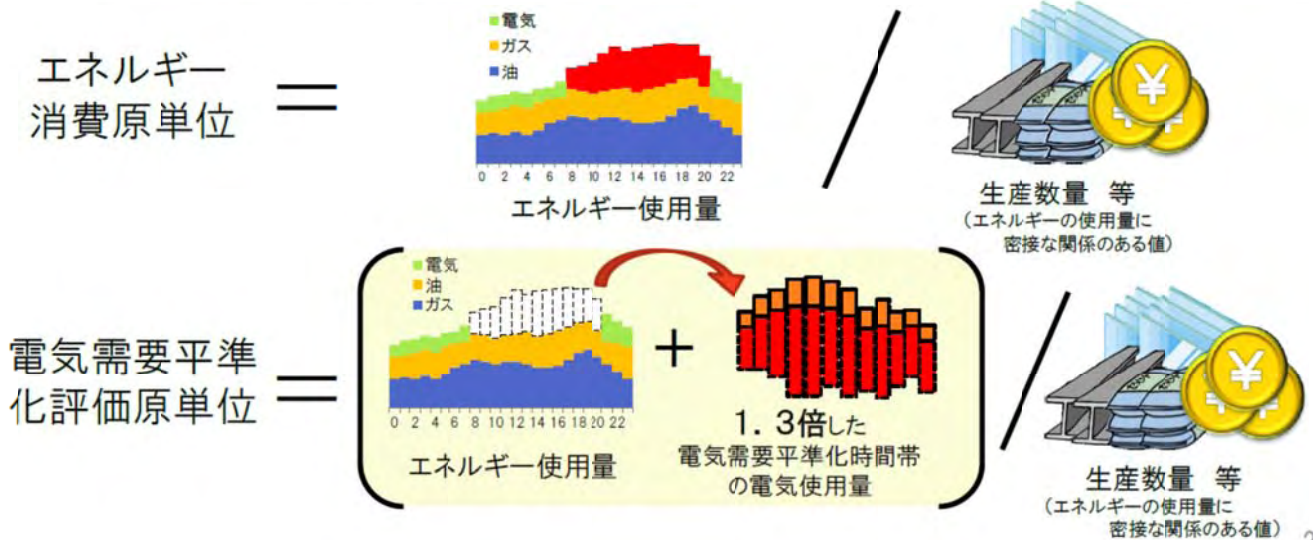 エネルギー
消費原単位
=
電気
ガス
油
0 2 4 6 8 10 12 14 16 18 20 22
エネルギー使用量
/
生産数量 等
(エネルギーの使用量に
密接な関係のある値)
電気需要平準
化評価原単位
=
電気
油
ガス
0 2 4 6 8 10 12 14 16 18 20 22
エネルギー使用量
+
1.3倍した
電気需要平準化時間帯
の電気使用量
/
¥
生産数量 等
(エネルギーの使用量に
密接な関係のある値)